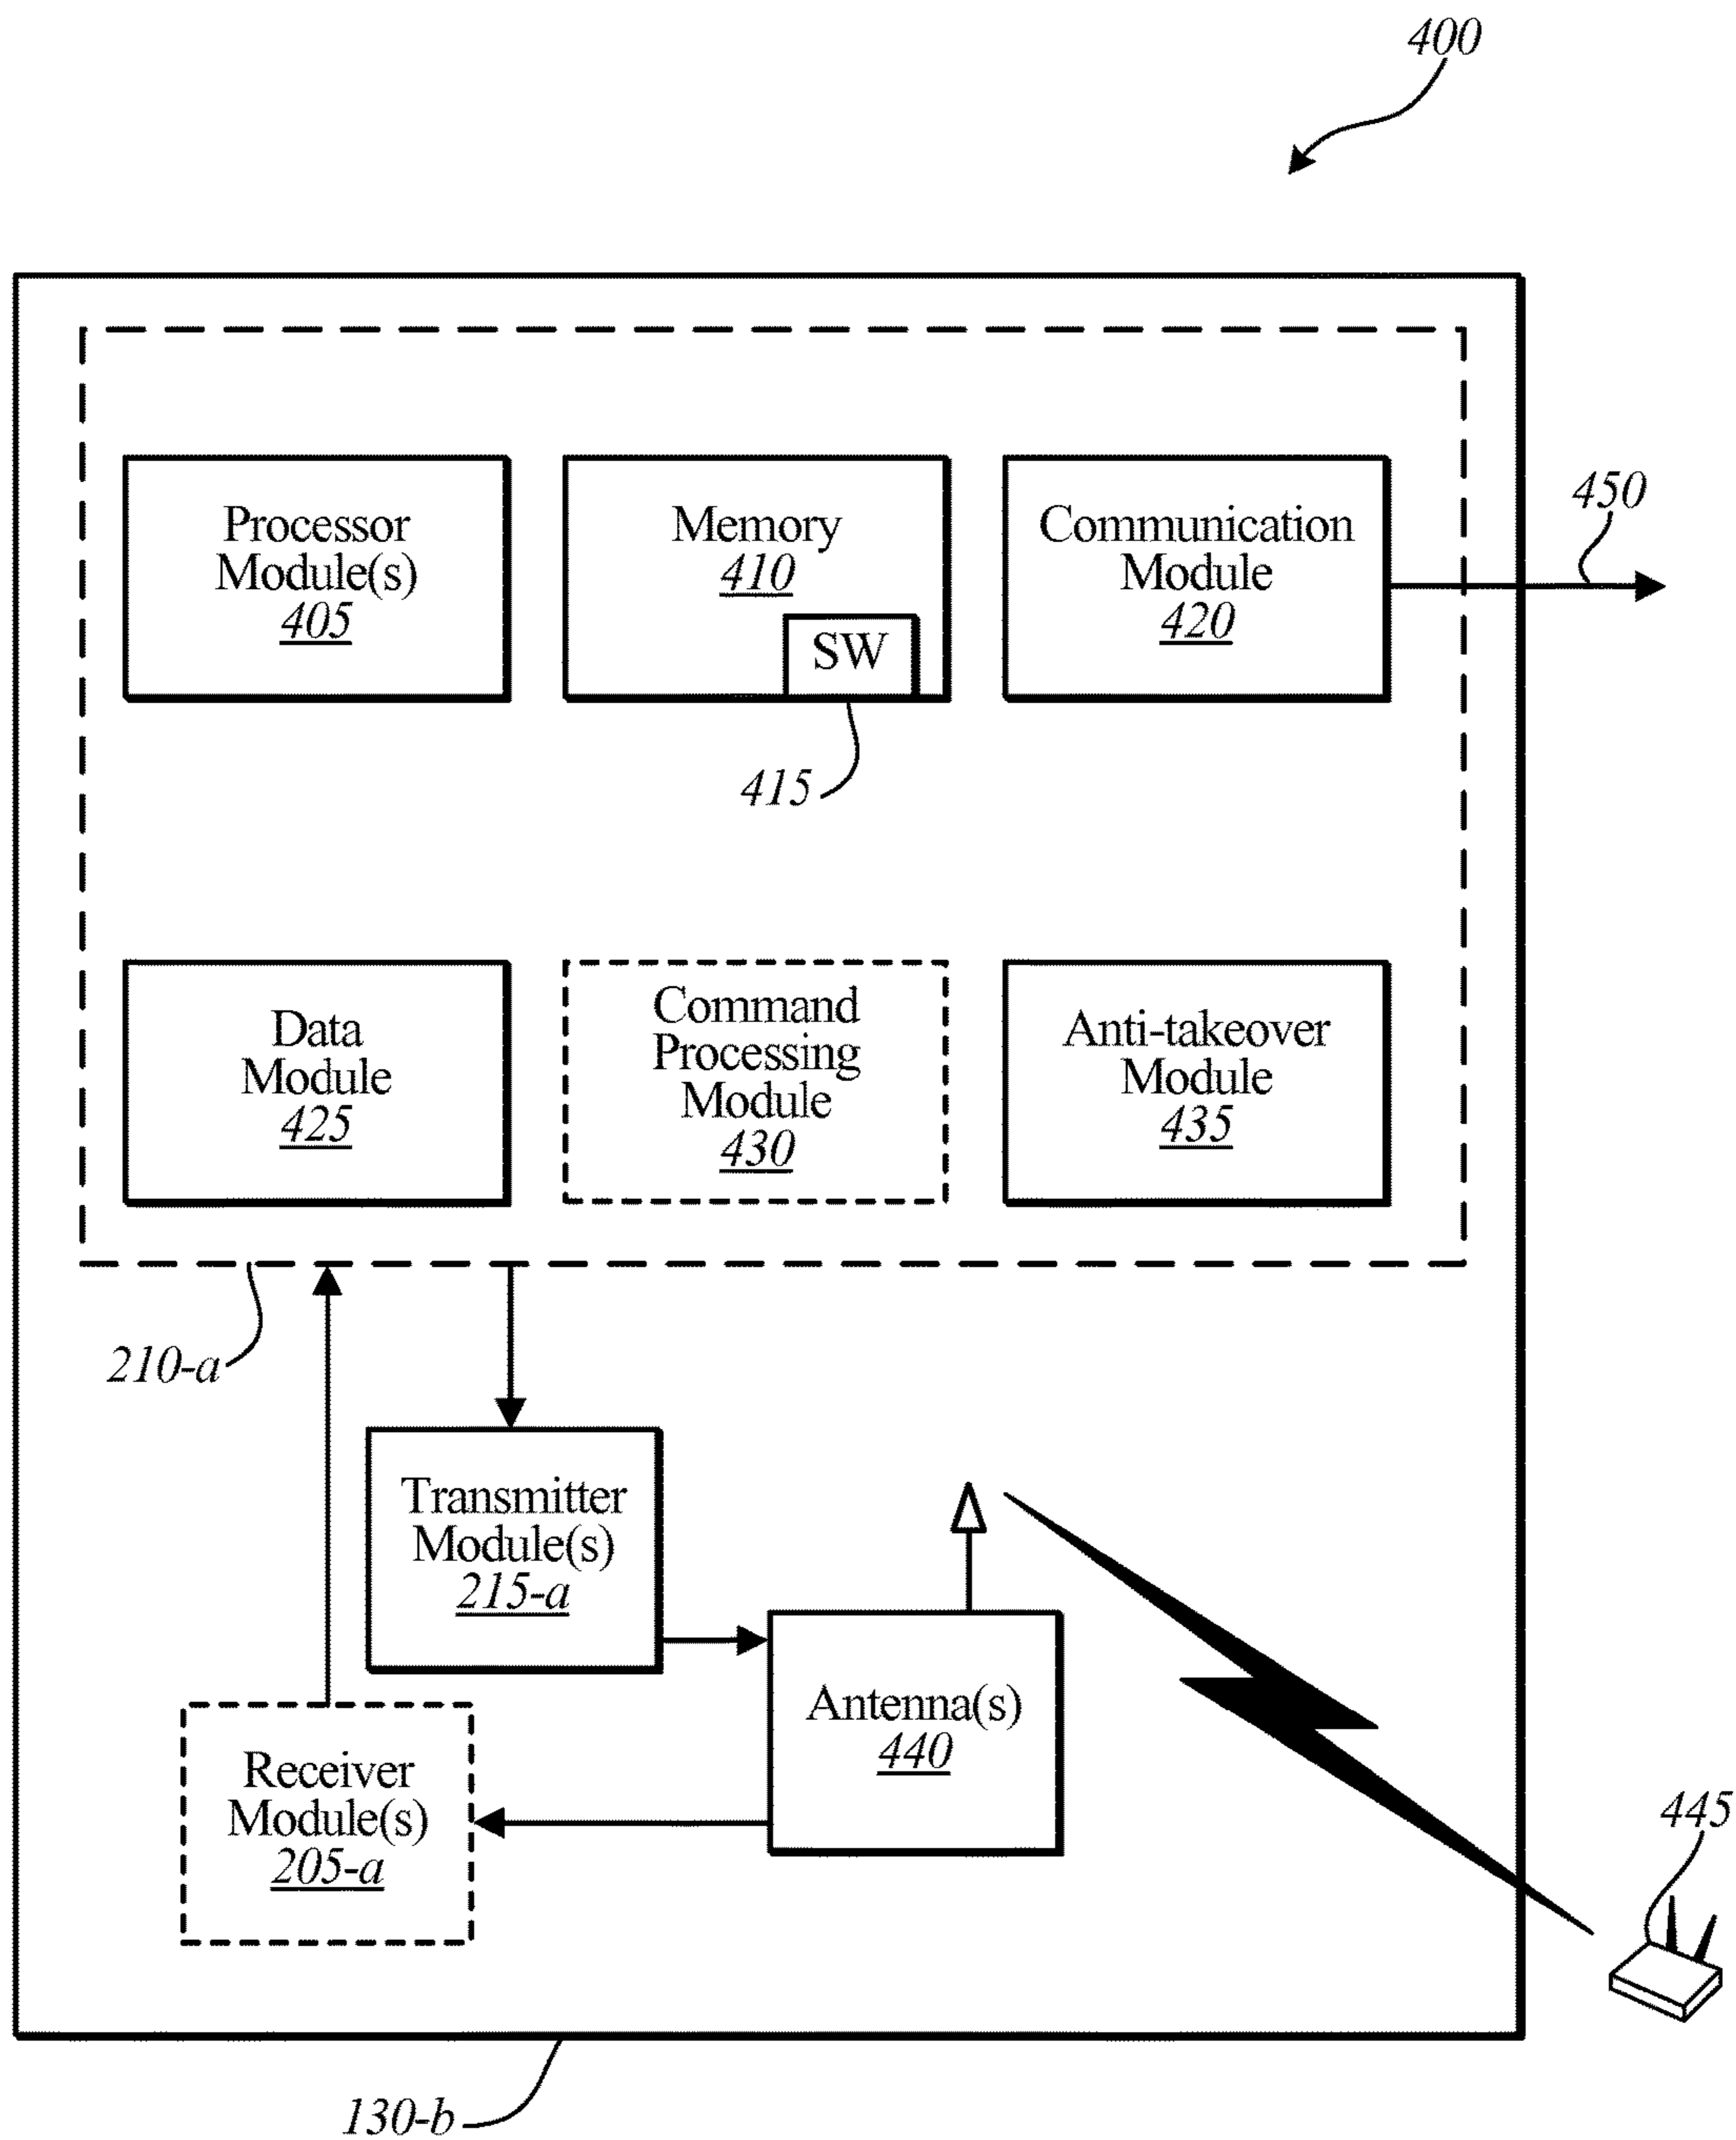 400
Processor
Module(s)
405
Memory
410
SW
415
Communication
Module
420
450
Data
Module
425
Command
Processing
Module
430
Anti-takeover
Module
435
210-a
Transmitter
Module(s)
215-a
Antenna(s)
440
Receiver
Module(s)
205-a
445
130-b